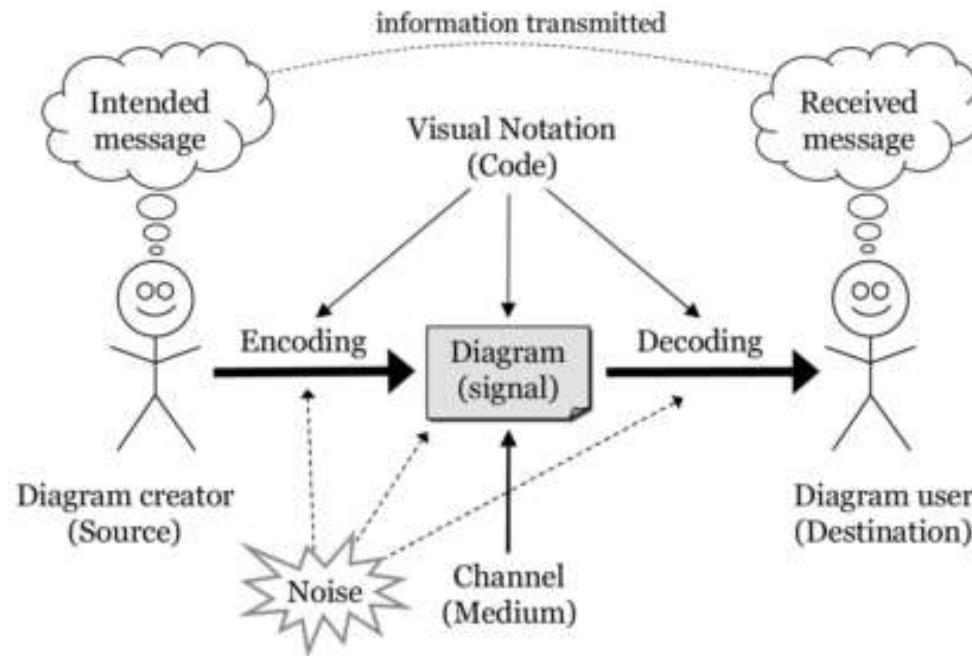 information transmitted
Intended
message
Received
message
Visual Notation
(Code)
Encoding
Diagram
(signal)
Decoding
Diagram creator
(Source)
Diagram user
(Destination)
Noise
Channel
(Medium)